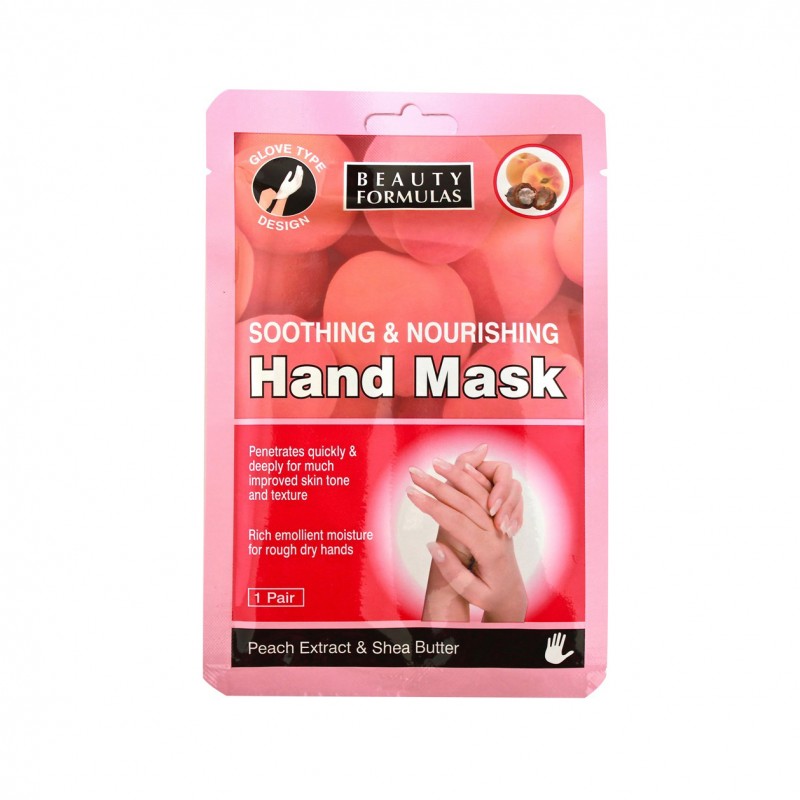 GLOVE TYPE
DESIGN
BEAUTY
FORMULAS
SOOTHING & NOURISHING
Hand Mask
Penetrates quickly &
deeply for much
improved skin tone
and texture
Rich emollient moisture
for rough dry hands
1 Pair
Peach Extract & Shea Butter